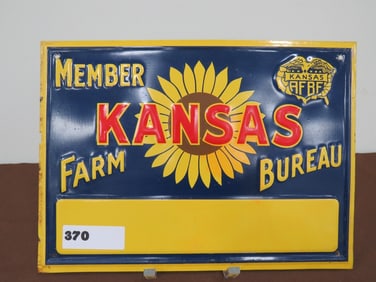 MEMBER
KANSAS
AFBF
KANSAS
FARM
BUREAU
370